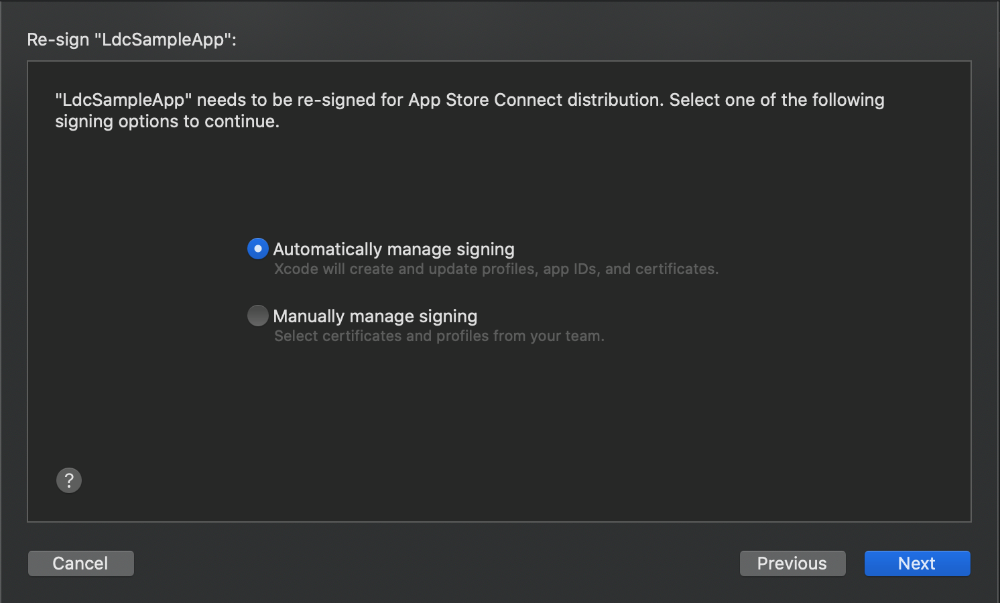 Re-sign "LdcSampleApp":
"LdcSampleApp" needs to be re-signed for App Store Connect distribution. Select one of the following
signing options to continue.
Automatically manage signing
Xcode will create and update profiles, app IDs, and certificates.
Manually manage signing
Select certificates and profiles from your team.
?
Cancel
Previous
Next